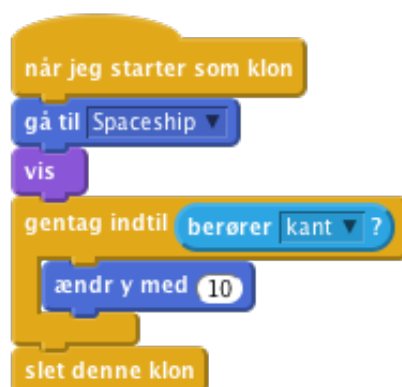 når jeg starter som klon
gå til Spaceship
vis
gentag indtil berører kant ?
ændr y med 10
slet denne klon